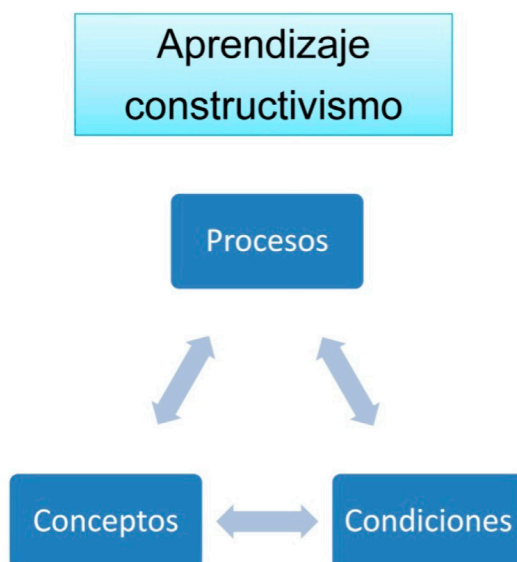 Aprendizaje
constructivismo
Procesos
Conceptos
Condiciones